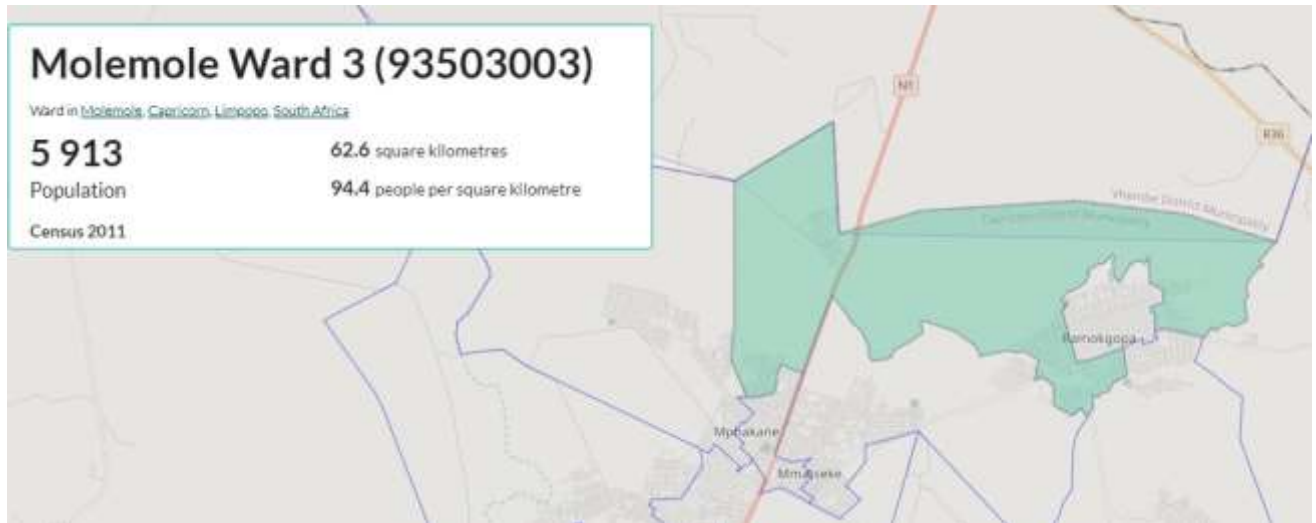 Molemole Ward 3 (93503003)
Ward in Molemole, Capricorn, Limpopo, South Africa
5 913
62.6 square kilometres
Population
94.4 people per square kilometre
Census 2011
N1
R36
Vhembe District Municipality
Capricorn District Municipality
Ramokgopa
Mphakane